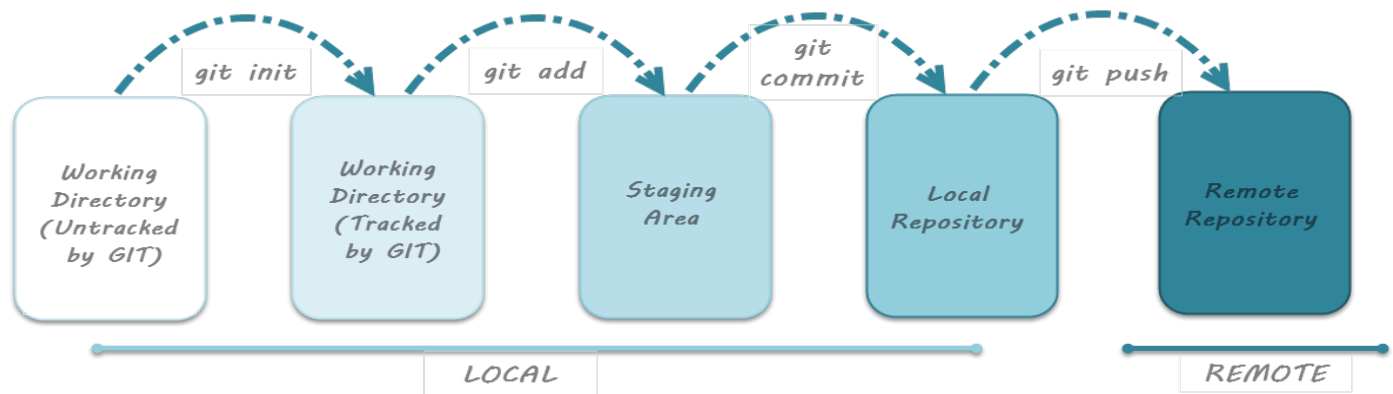 git init
git add
git
commit
git push
Working
Directory
(Untracked
by GIT)
Working
Directory
(Tracked
by GIT)
Staging
Area
Local
Repository
Remote
Repository
LOCAL
REMOTE